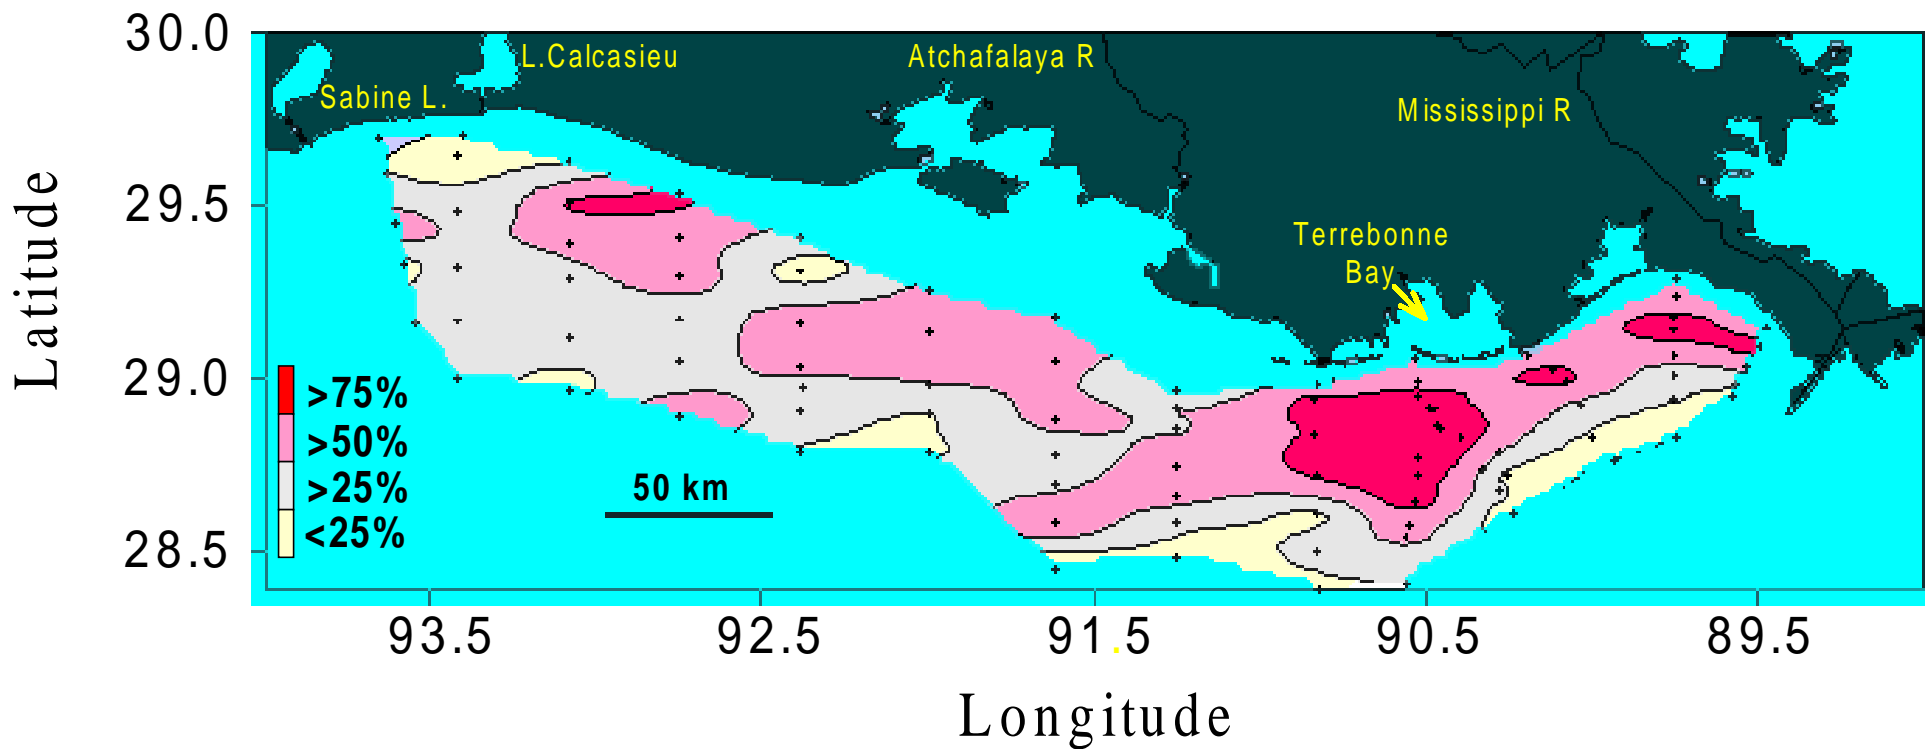 30.0
L.Calcasieu
Atchafalaya R
Sabine L.
Mississippi R
29.5
Terrebonne
Bay
Latitude
29.0
>75%
>50%
>25%
<25%
50 km
28.5
93.5 92.5 91.5 90.5 89.5
Longitude